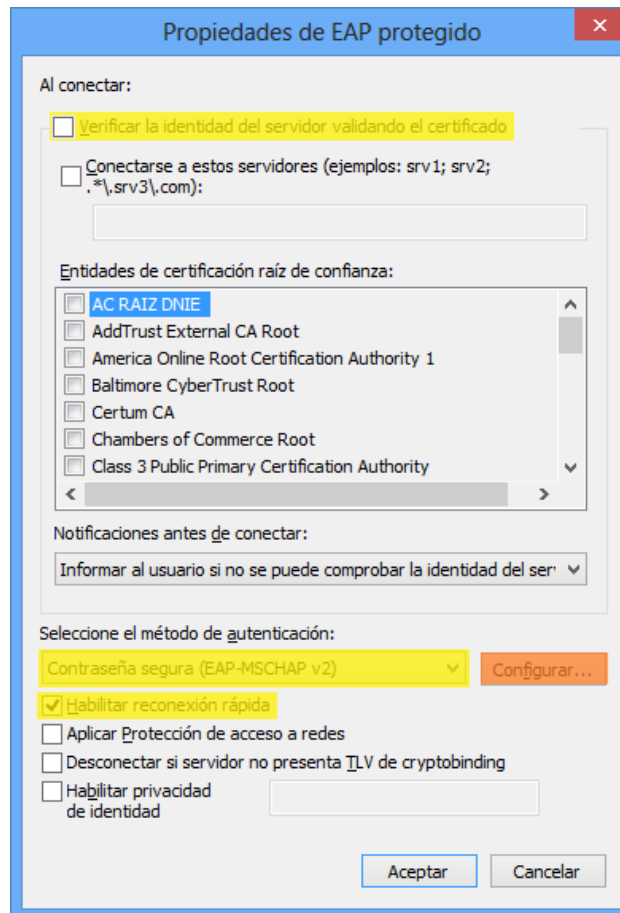 Propiedades de EAP protegido
Al conectar:
Verificar la identidad del servidor validando el certificado
Conectarse a estos servidores (ejemplos: srv1; srv2;
.*\.srv3\.com):
Entidades de certificación raíz de confianza:
AC RAIZ DNIE
AddTrust External CA Root
America Online Root Certification Authority 1
Baltimore CyberTrust Root
Certum CA
Chambers of Commerce Root
Class 3 Public Primary Certification Authority
Notificaciones antes de conectar:
Informar al usuario si no se puede comprobar la identidad del ser
Seleccione el método de autenticación:
Contraseña segura (EAP-MSCHAP v2) Configurar...
Habilitar reconexión rápida
Aplicar Protección de acceso a redes
Desconectar si servidor no presenta TLV de cryptobinding
Habilitar privacidad
de identidad
Aceptar Cancelar